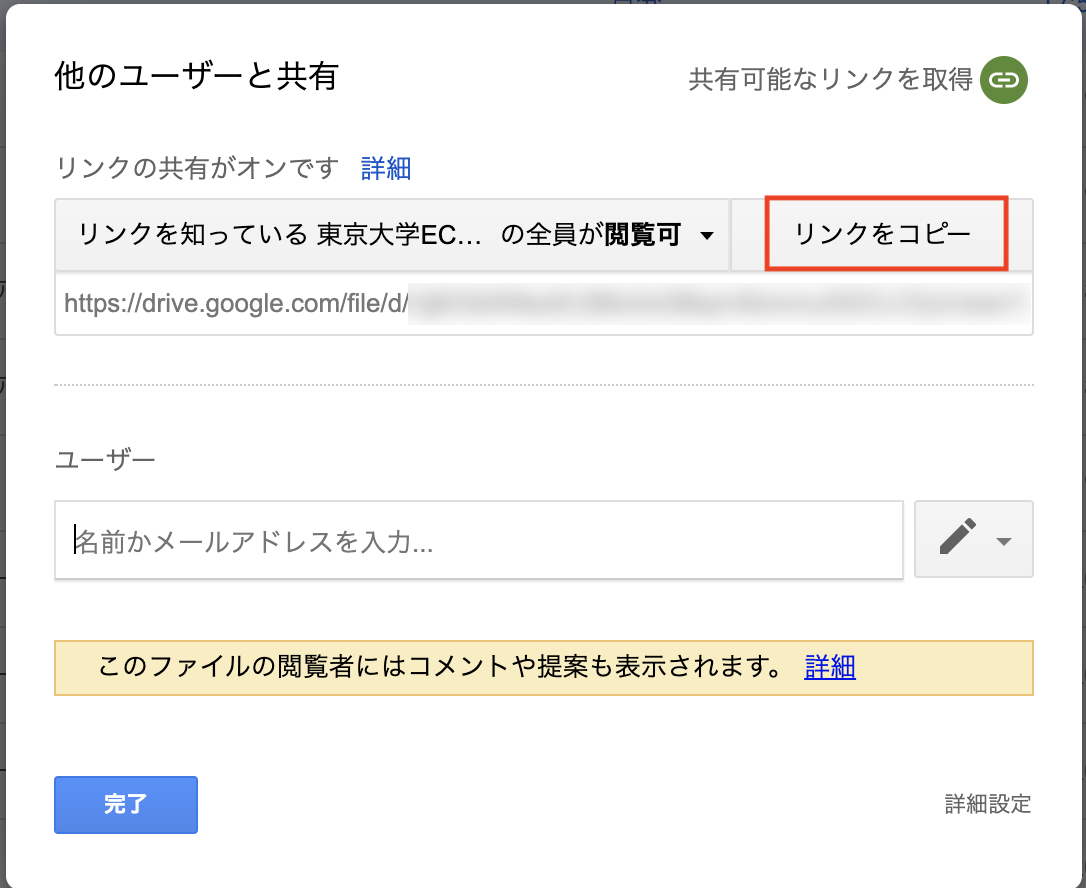 他のユーザーと共有
共有可能なリンクを取得
リンクの共有がオンです 詳細
リンクを知っている 東京大学EC... の全員が閲覧可
リンクをコピー
https://drive.google.com/file/d/
ユーザー
名前かメールアドレスを入力...
このファイルの閲覧者にはコメントや提案も表示されます。 詳細
完了
詳細設定